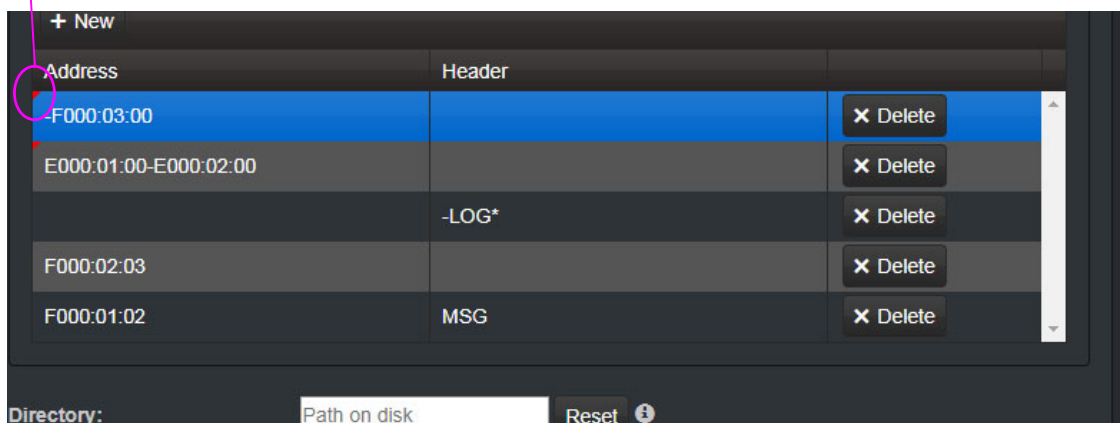 + New
Address Header
-F000:03:00 × Delete
E000:01:00-E000:02:00 × Delete
-LOG* × Delete
F000:02:03 × Delete
F000:01:02 MSG × Delete
Directory: Path on disk Reset